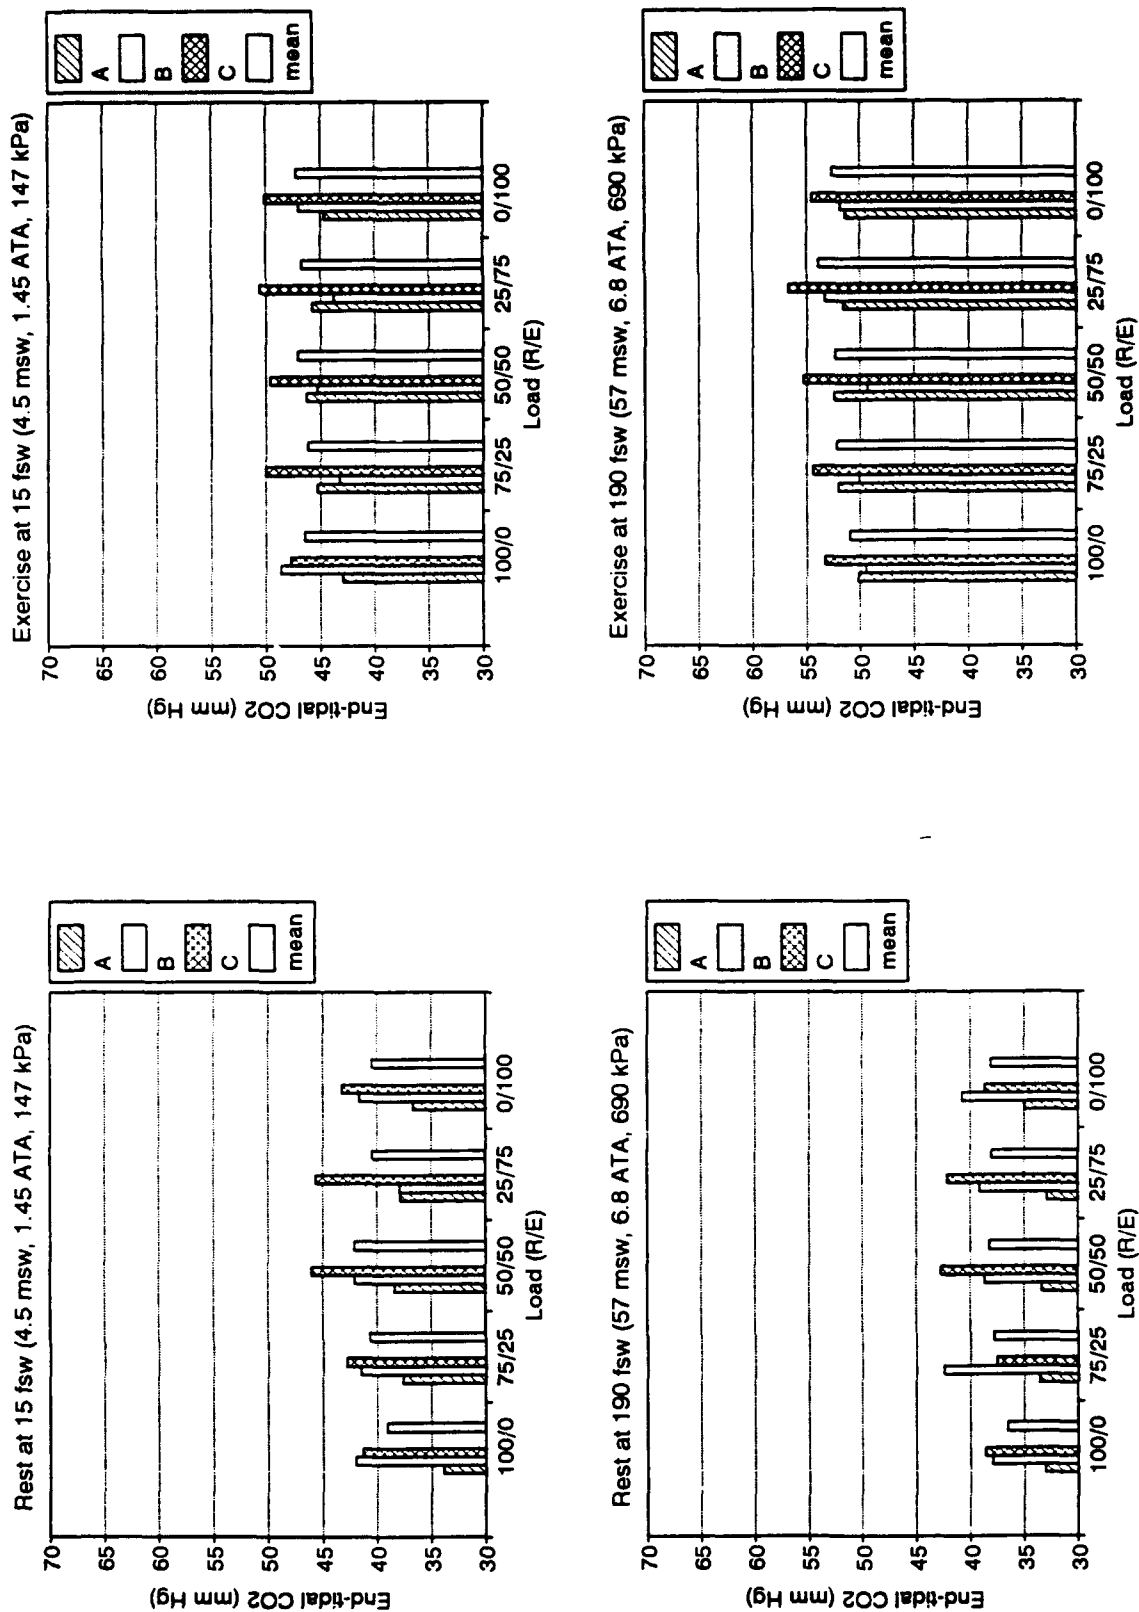 Rest at 15 fsw (4.5 msw, 1.45 ATA, 147 kPa)
End-tidal CO2 (mm Hg)
70
65
60
55
50
45
40
35
30
100/0
75/25
50/50
25/75
0/100
Load (R/E)
A
B
C
mean
Exercise at 15 fsw (4.5 msw, 1.45 ATA, 147 kPa)
End-tidal CO2 (mm Hg)
70
65
60
55
50
45
40
35
30
100/0
75/25
50/50
25/75
0/100
Load (R/E)
A
B
C
mean
Rest at 190 fsw (57 msw, 6.8 ATA, 690 kPa)
End-tidal CO2 (mm Hg)
70
65
60
55
50
45
40
35
30
100/0
75/25
50/50
25/75
0/100
Load (R/E)
A
B
C
mean
Exercise at 190 fsw (57 msw, 6.8 ATA, 690 kPa)
End-tidal CO2 (mm Hg)
70
65
60
55
50
45
40
35
30
100/0
75/25
50/50
25/75
0/100
Load (R/E)
A
B
C
mean